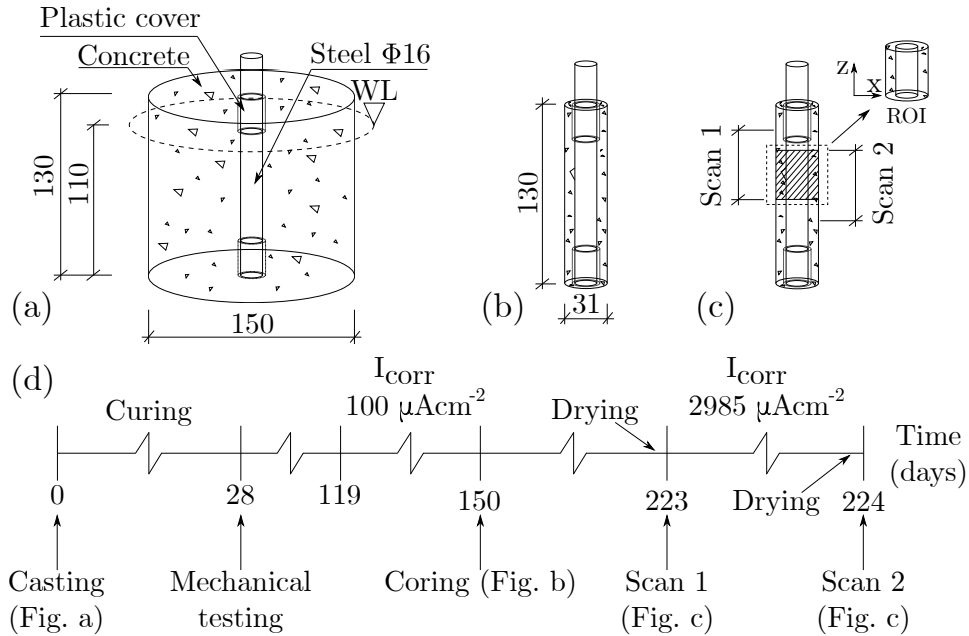 Plastic cover
Concrete
Steel Φ16
WL
130
110
150
(a)
130
31
(b)
Z
X
ROI
Scan 1
Scan 2
(c)
(d)
Curing
Icorr
100 μAcm-2
Drying
Icorr
2985 μAcm-2
Time
(days)
Drying
0
28
119
150
223
224
Casting
(Fig. a)
Mechanical
testing
Coring (Fig. b)
Scan 1
(Fig. c)
Scan 2
(Fig. c)